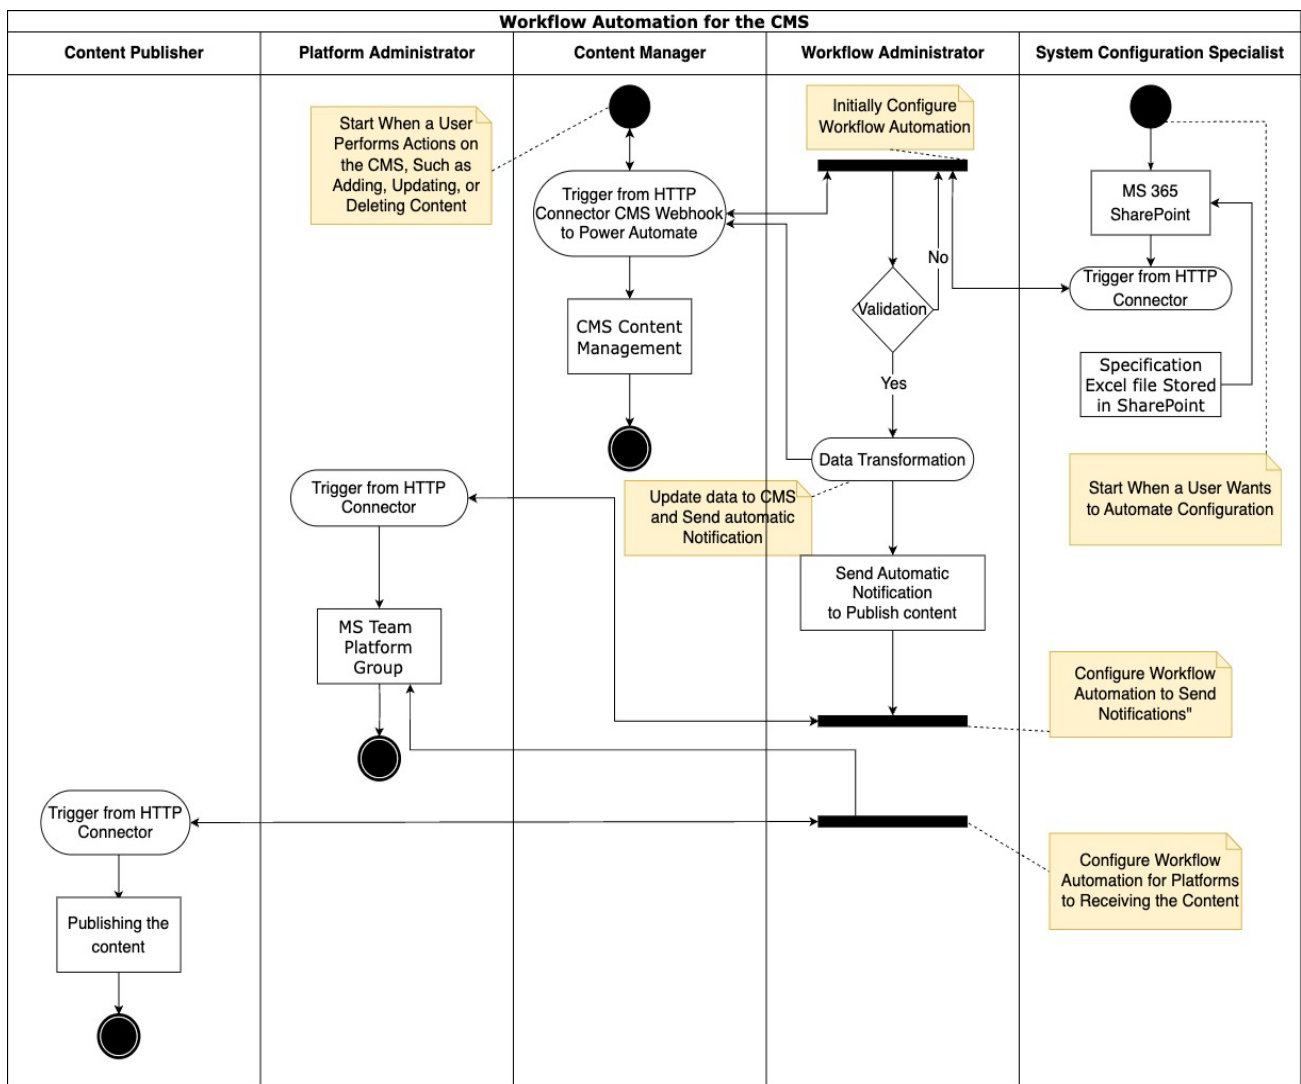 Workflow Automation for the CMS
Content Publisher
Platform Administrator
Content Manager
Workflow Administrator
System Configuration Specialist
Start When a User
Performs Actions on
the CMS, Such as
Adding, Updating, or
Deleting Content
Trigger from HTTP
Connector CMS Webhook
to Power Automate
CMS Content
Management
Initially Configure
Workflow Automation
No
Validation
Yes
Data Transformation
Update data to CMS
and Send automatic
Notification
Send Automatic
Notification
to Publish content
MS 365
SharePoint
Trigger from HTTP
Connector
Specification
Excel file Stored
in SharePoint
Start When a User Wants
to Automate Configuration
Trigger from HTTP
Connector
MS Team
Platform
Group
Configure Workflow
Automation to Send
Notifications"
Trigger from HTTP
Connector
Publishing the
content
Configure Workflow
Automation for Platforms
to Receiving the Content